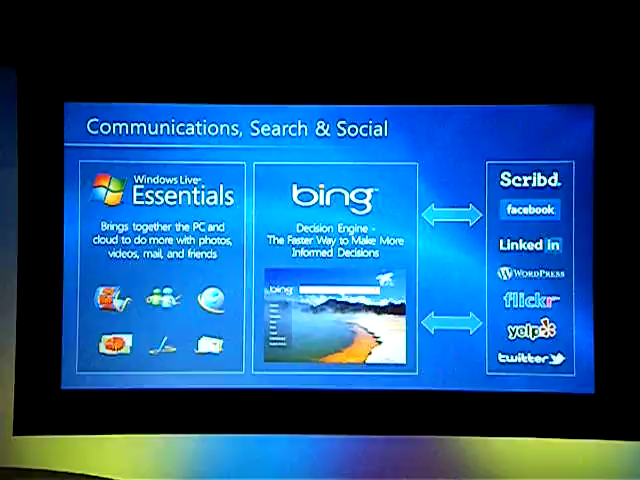 Communications, Search & Social
Windows Live™
Essentials
Brings together the PC and
cloud to do more with photos,
videos, mail, and friends
bing™
Decision Engine -
The Faster Way to Make More
Informed Decisions
bing
Scribd.
facebook
Linked in
WORDPRESS
flickr
yelp
twitter